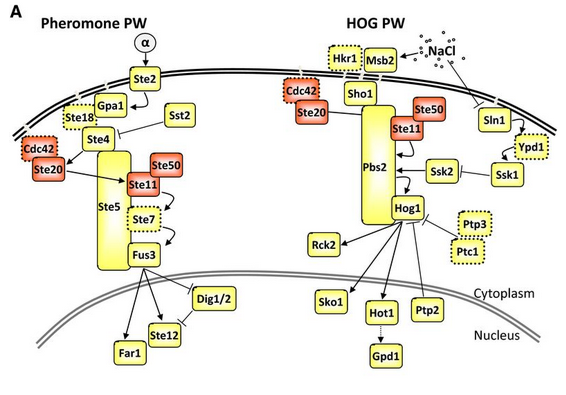 A
Pheromone PW
HOG PW
α
NaCl
Hkr1
Msb2
Ste2
Cdc42
Sho1
Gpa1
Ste18
Sst2
Ste20
Ste50
Ste11
Sln1
Ste4
Ypd1
Cdc42
Ste20
Ste50
Ste11
Pbs2
Ssk2
Ssk1
Ste5
Ste7
Hog1
Ptp3
Ptc1
Fus3
Rck2
Dig1/2
Sko1
Hot1
Ptp2
Cytoplasm
Ste12
Nucleus
Far1
Gpd1